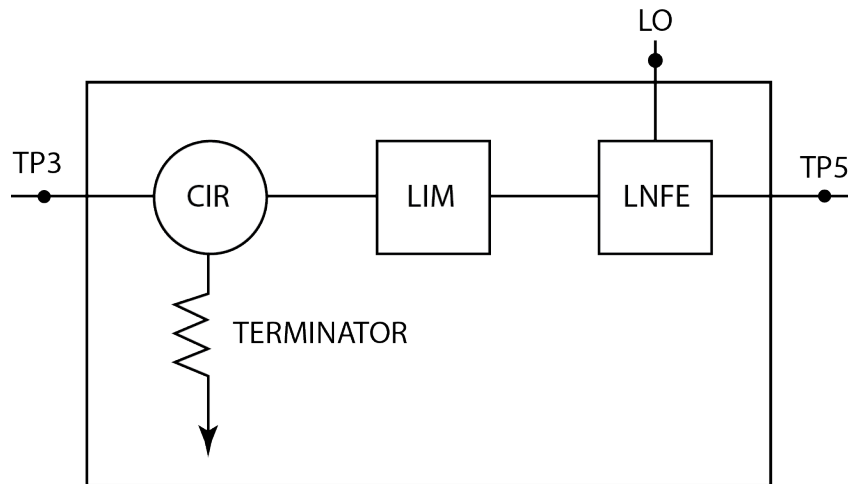 LO
TP3
CIR
LIM
LNFE
TP5
TERMINATOR